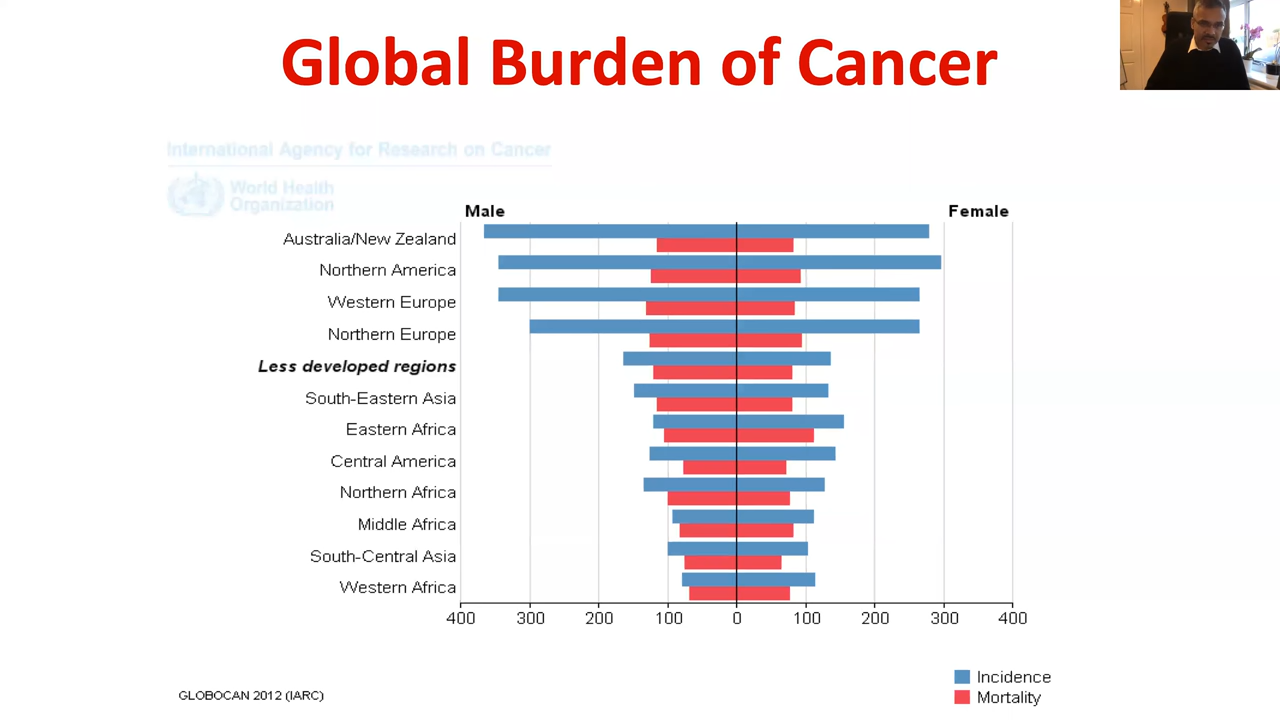 Global Burden of Cancer
International Agency for Research on Cancer
World Health
Organization
Male
Female
Australia/New Zealand
Northern America
Western Europe
Northern Europe
Less developed regions
South-Eastern Asia
Eastern Africa
Central America
Northern Africa
Middle Africa
South-Central Asia
Western Africa
400 300 200 100 0 100 200 300 400
Incidence
Mortality
GLOBOCAN 2012 (IARC)